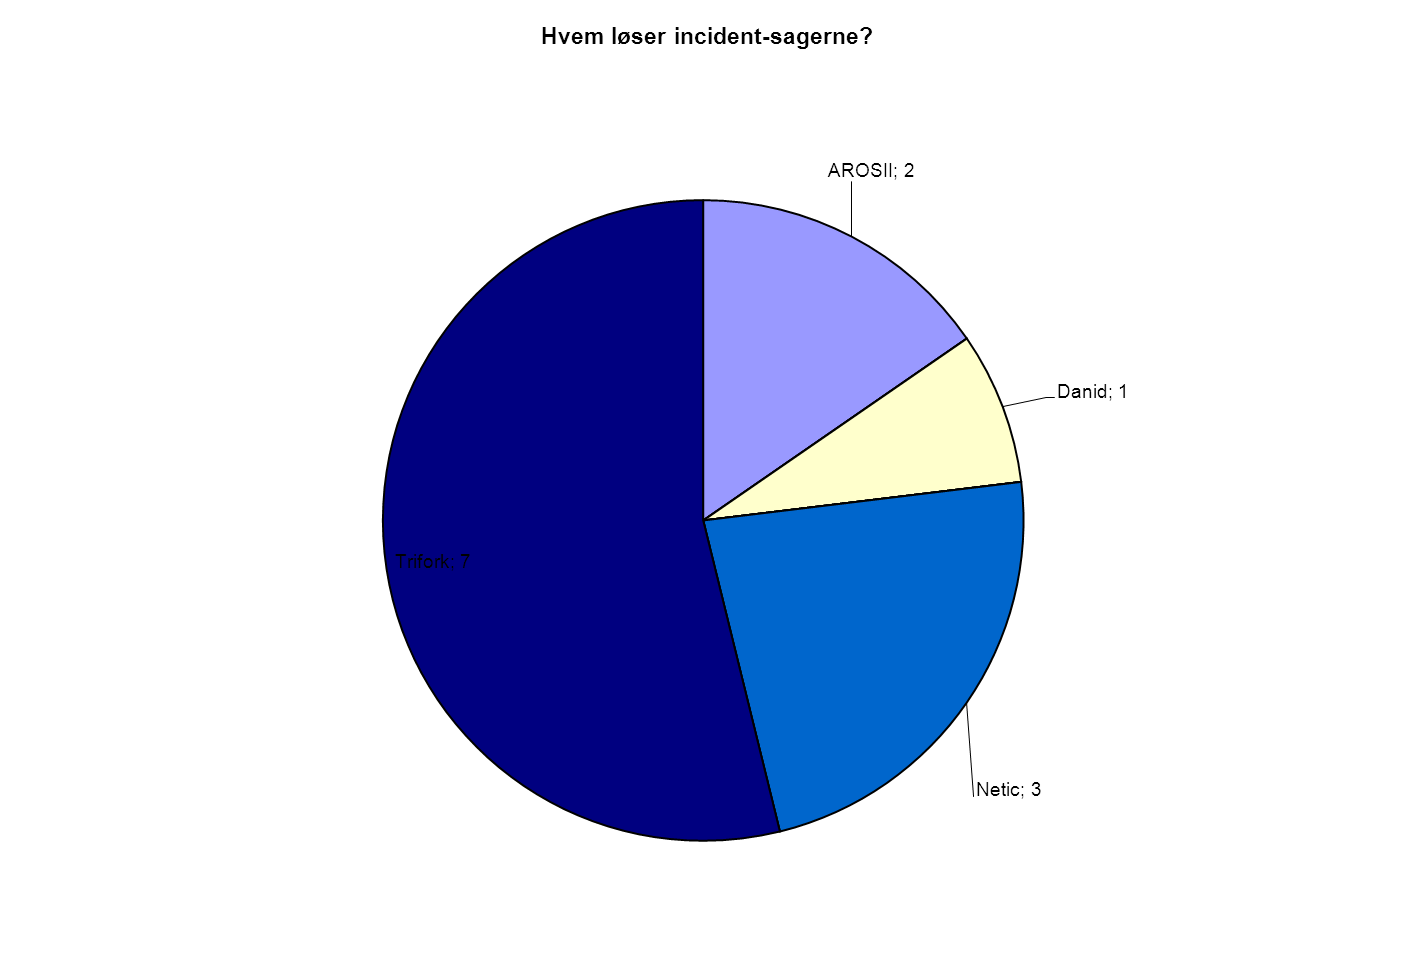 Hvem løser incident-sagerne?
AROSII; 2
Danid; 1
Trifork; 7
Netic; 3